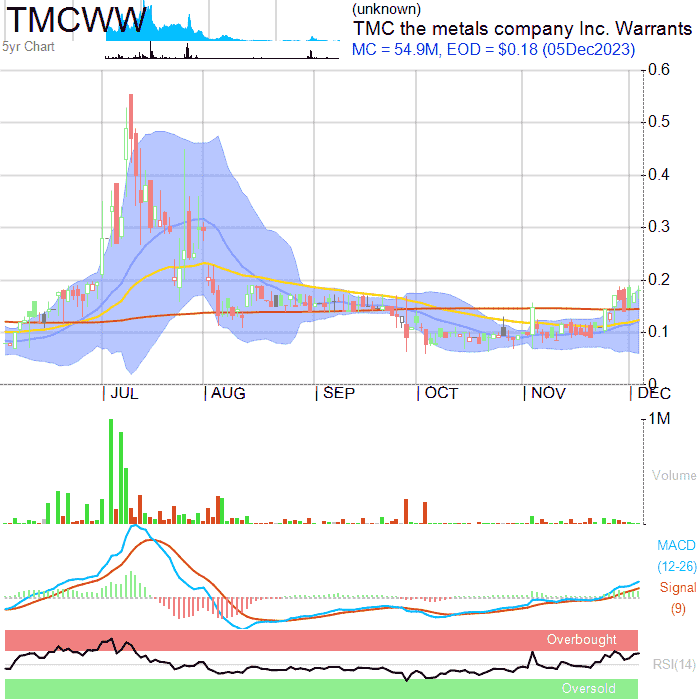 TMCWW
5yr Chart
(unknown)
TMC the metals company Inc. Warrants
MC = 54.9M, EOD = $0.18 (05Dec2023)
0.6
0.5
0.4
0.3
0.2
0.1
0
JUL AUG SEP OCT NOV DEC
1M
Volume
MACD
(12-26)
Signal
(9)
Overbought
RSI(14)
Oversold